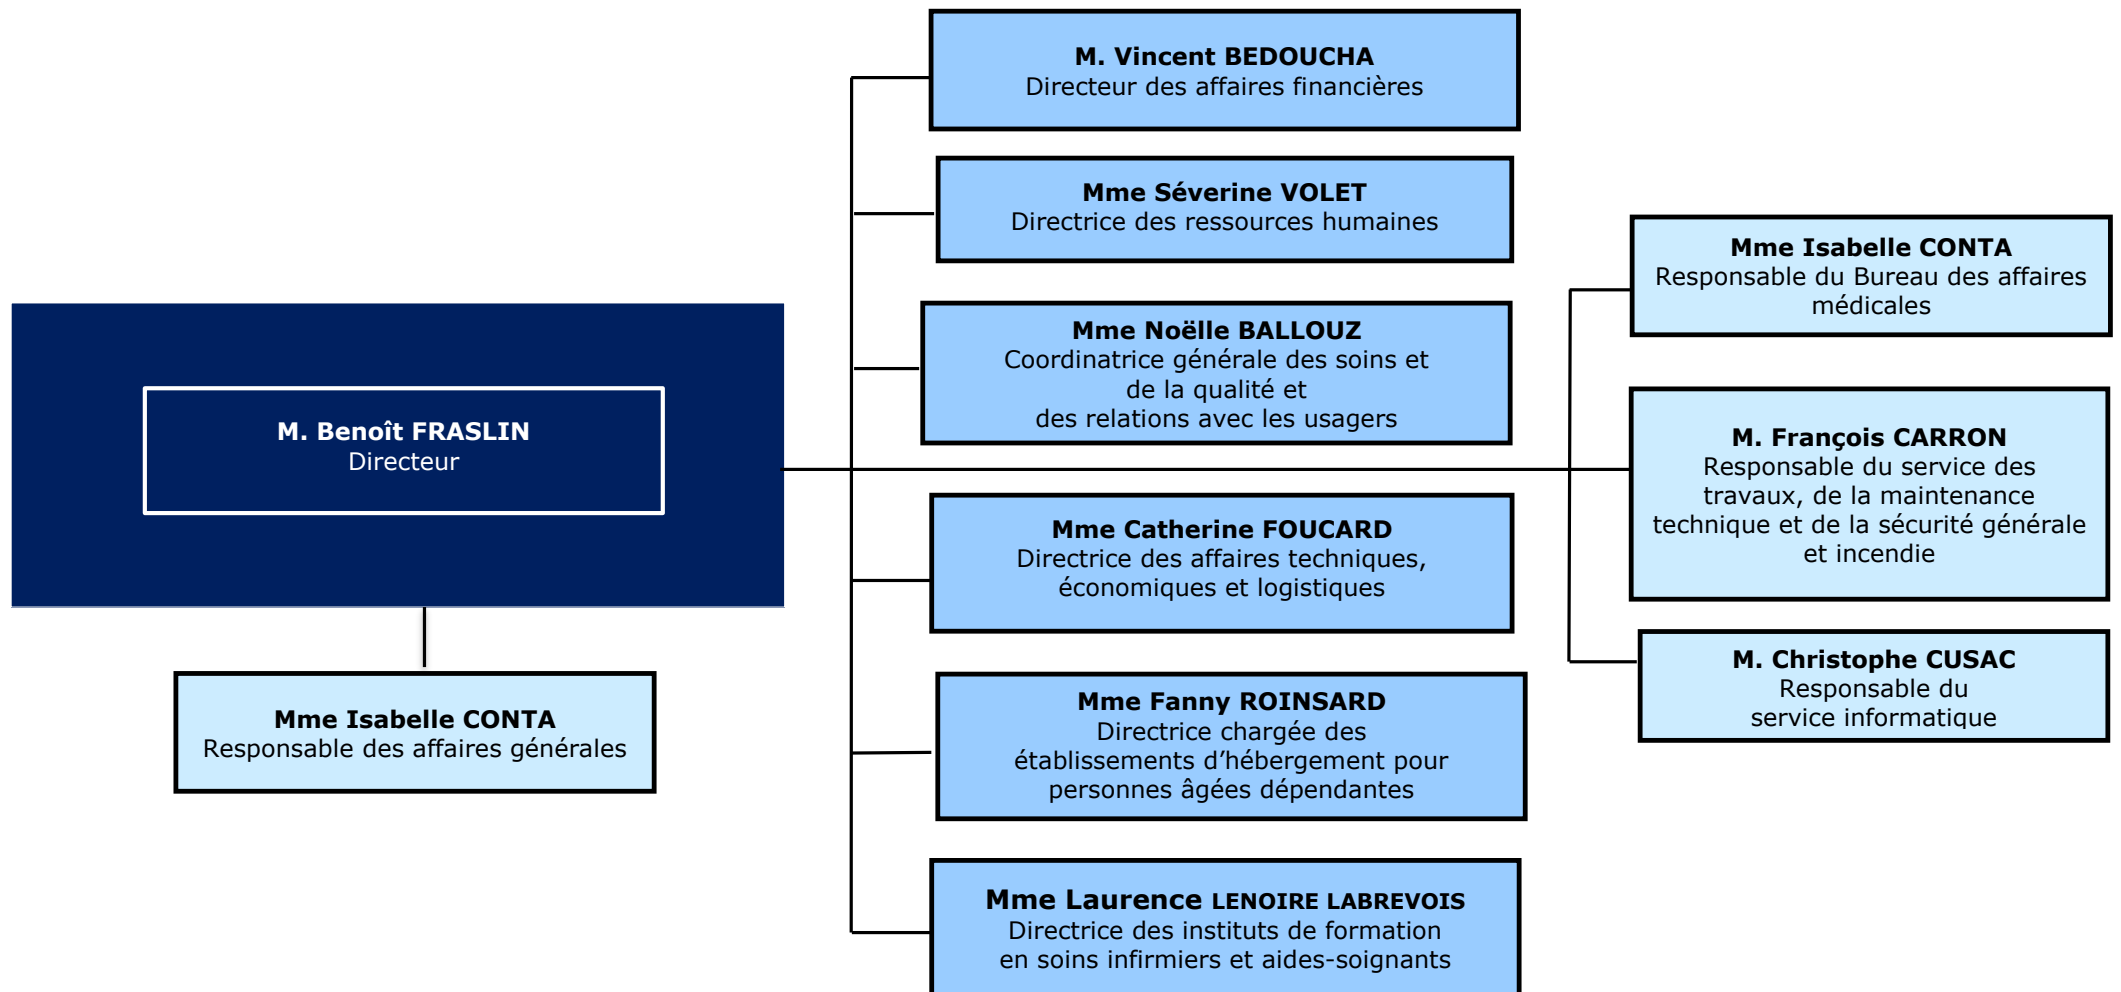 M. Benoît FRASLIN
Directeur
Mme Isabelle CONTA
Responsable des affaires générales
M. Vincent BEDOUCHA
Directeur des affaires financières
Mme Séverine VOLET
Directrice des ressources humaines
Mme Noëlle BALLOUZ
Coordinatrice générale des soins et
de la qualité et
des relations avec les usagers
Mme Catherine FOUCARD
Directrice des affaires techniques,
économiques et logistiques
Mme Fanny ROINSARD
Directrice chargée des
établissements d’hébergement pour
personnes âgées dépendantes
Mme Laurence LENOIRE LABREVOIS
Directrice des instituts de formation
en soins infirmiers et aides-soignants
Mme Isabelle CONTA
Responsable du Bureau des affaires
médicales
M. François CARRON
Responsable du service des
travaux, de la maintenance
technique et de la sécurité générale
et incendie
M. Christophe CUSAC
Responsable du
service informatique